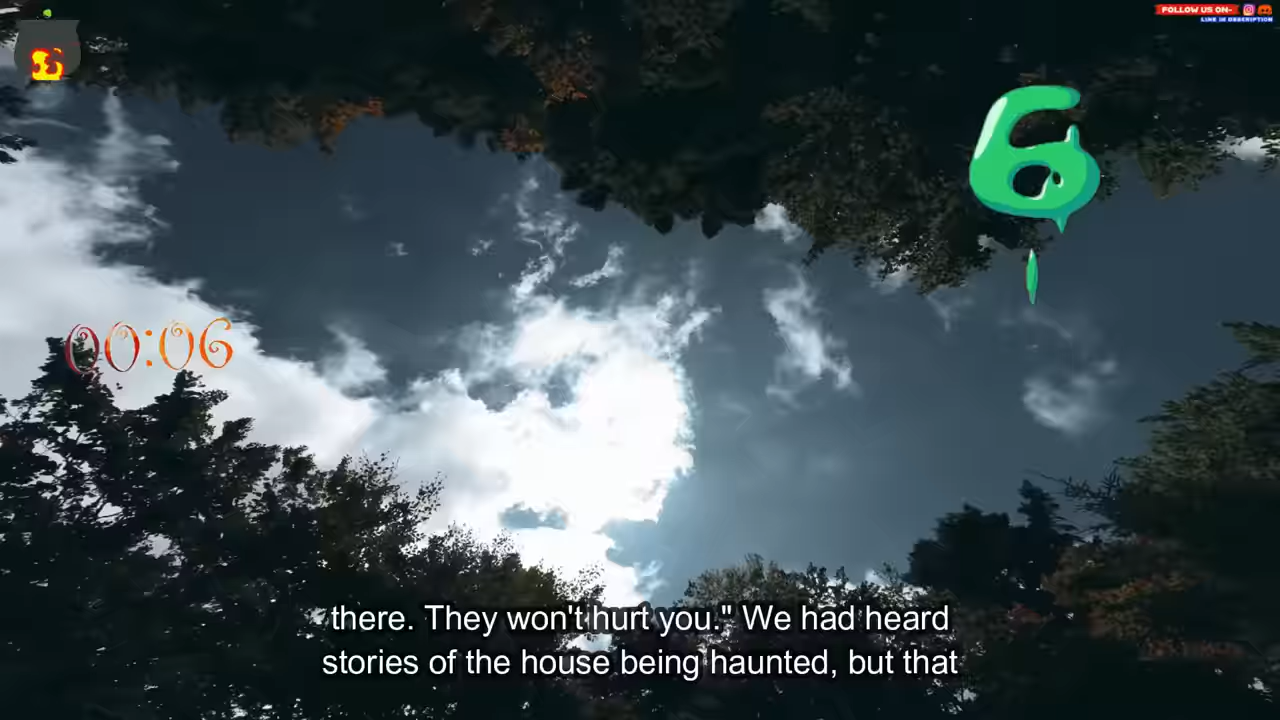 FOLLOW US ON-
LINK IN DESCRIPTION
6
00:06
there. They won't hurt you." We had heard
stories of the house being haunted, but that